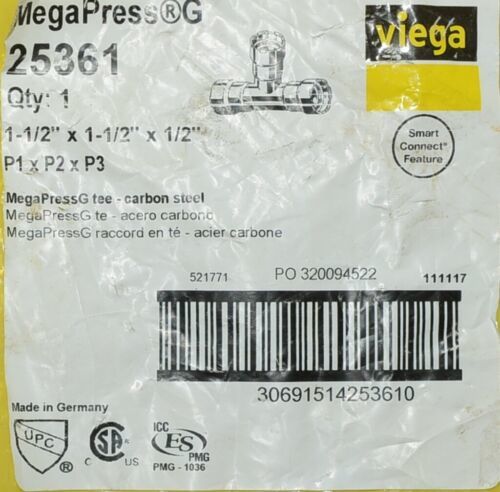 MegaPress®G
25361
Qty: 1
1-1/2" x 1-1/2" x 1/2"
P1 x P2 x P3
viega
Smart
Connect®
Feature
MegaPressG tee - carbon steel
MegaPressG te - acero carbono
MegaPressG raccord en té - acier carbone
521771 PO 320094522 111117
30691514253610
Made in Germany
UPC ®
C SA US
ICC
ES
PMG
PMG - 1036